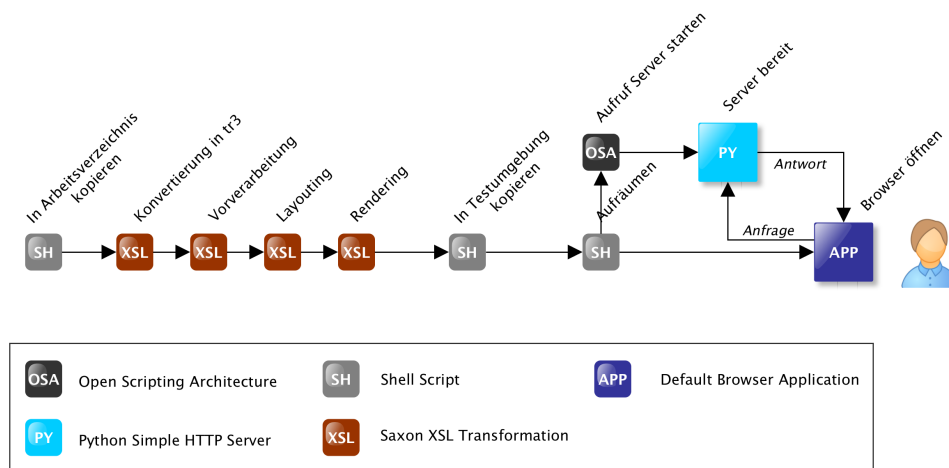 In Arbeitsverzeichnis
kopieren
Konvertierung in tr3
Vorverarbeitung
Layouting
Rendering
In Testumgebung
kopieren
Aufräumen
Aufruf Server starten
Server bereit
Browser öffnen
OSA
PY
Antwort
Anfrage
SH
XSL
XSL
XSL
XSL
SH
SH
APP
OSA
Open Scripting Architecture
SH
Shell Script
APP
Default Browser Application
PY
Python Simple HTTP Server
XSL
Saxon XSL Transformation